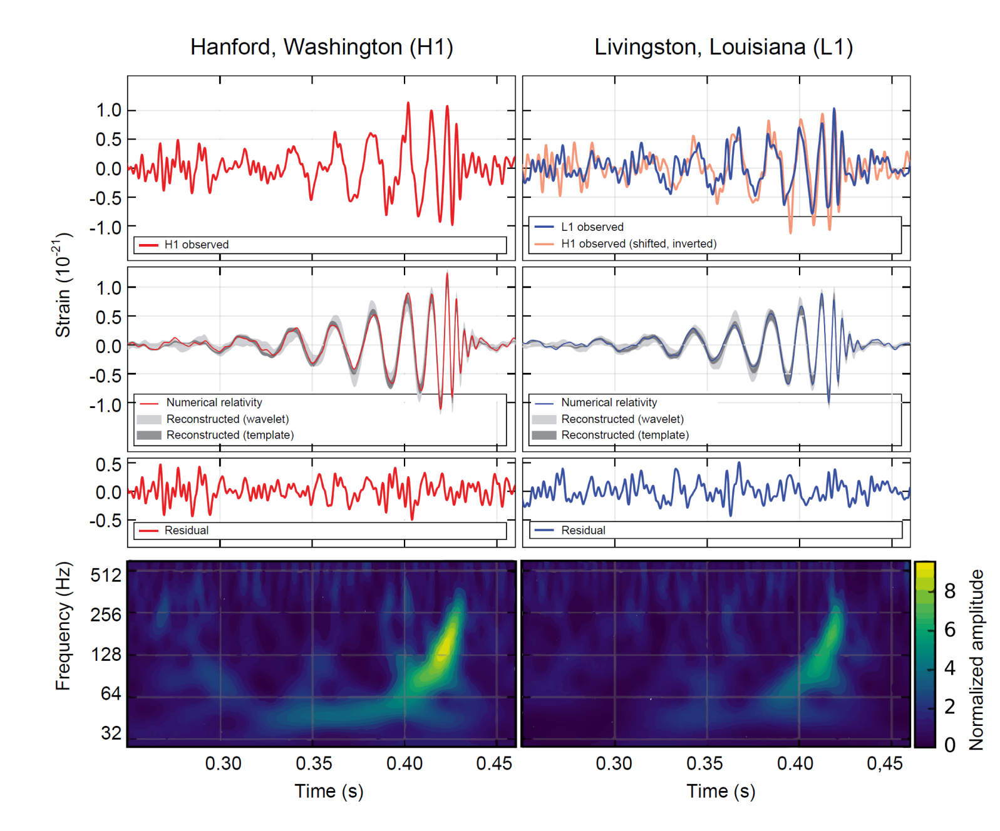 Hanford, Washington (H1)
Livingston, Louisiana (L1)
Strain (10-21)
1.0
0.5
0.0
-0.5
-1.0
H1 observed
L1 observed
H1 observed (shifted, inverted)
1.0
0.5
0.0
-0.5
-1.0
Numerical relativity
Reconstructed (wavelet)
Reconstructed (template)
Numerical relativity
Reconstructed (wavelet)
Reconstructed (template)
0.5
0.0
-0.5
Residual
Residual
Frequency (Hz)
512
256
128
64
32
8
6
4
2
0
Normalized amplitude
0.30 0.35 0.40 0.45
0.30 0.35 0.40 0,45
Time (s)
Time (s)